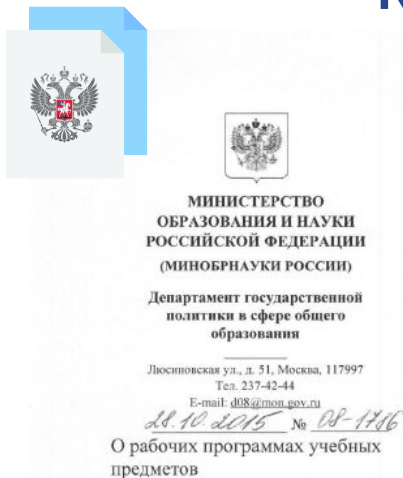 МИНИСТЕРСТВО
ОБРАЗОВАНИЯ И НАУКИ
РОССИЙСКОЙ ФЕДЕРАЦИИ
(МИНОБРНАУКИ РОССИИ)
Департамент государственной
политики в сфере общего
образования
Люсиновская ул., д. 51, Москва, 117997
Тел. 237-42-44
E-mail: d08@mon.gov.ru
28.10.2015 № 08-1786
О рабочих программах учебных
предметов